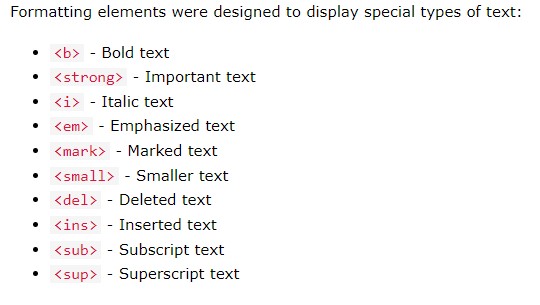 Formatting elements were designed to display special types of text:
• <b> - Bold text
• <strong> - Important text
• <i> - Italic text
• <em> - Emphasized text
• <mark> - Marked text
• <small> - Smaller text
• <del> - Deleted text
• <ins> - Inserted text
• <sub> - Subscript text
• <sup> - Superscript text